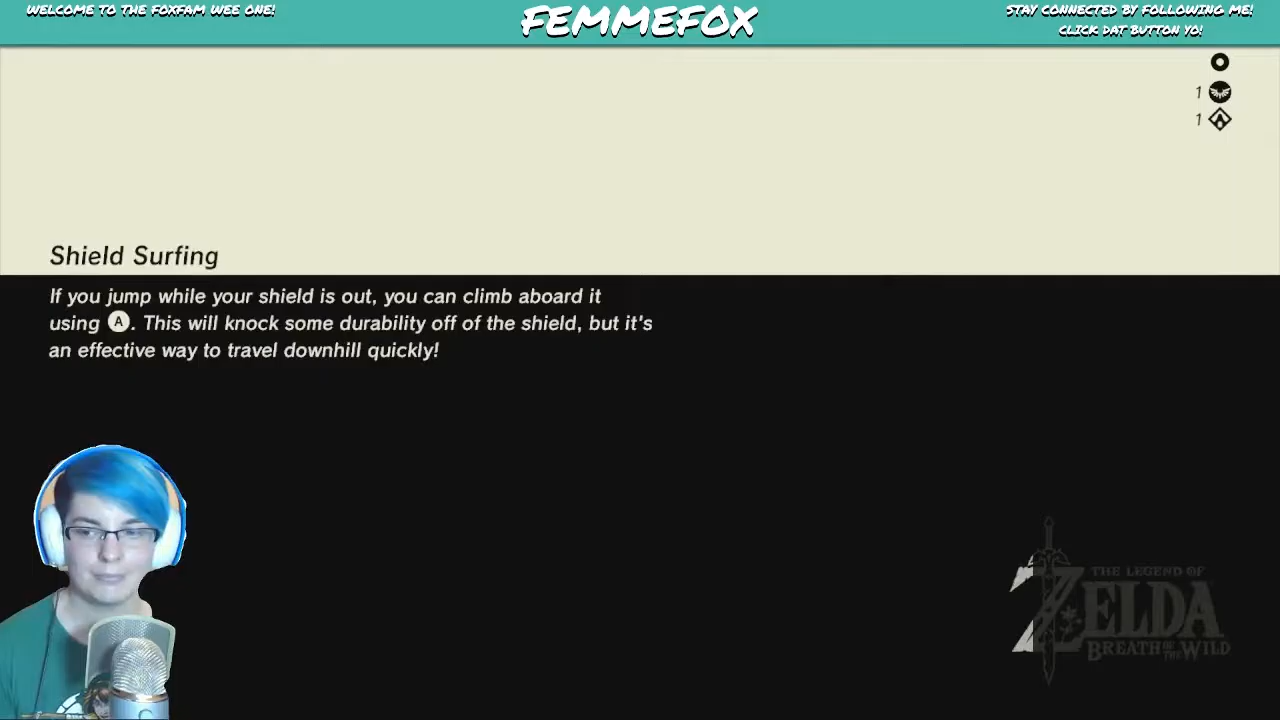 WELCOME TO THE FOXFAM WEE ONE!
FEMMEFOX
STAY CONNECTED BY FOLLOWING ME!
CLICK DAT BUTTON YO!
1
1
Shield Surfing
If you jump while your shield is out, you can climb aboard it
using A. This will knock some durability off of the shield, but it's
an effective way to travel downhill quickly!
THE LEGEND OF
ZELDA
BREATH OF THE WILD